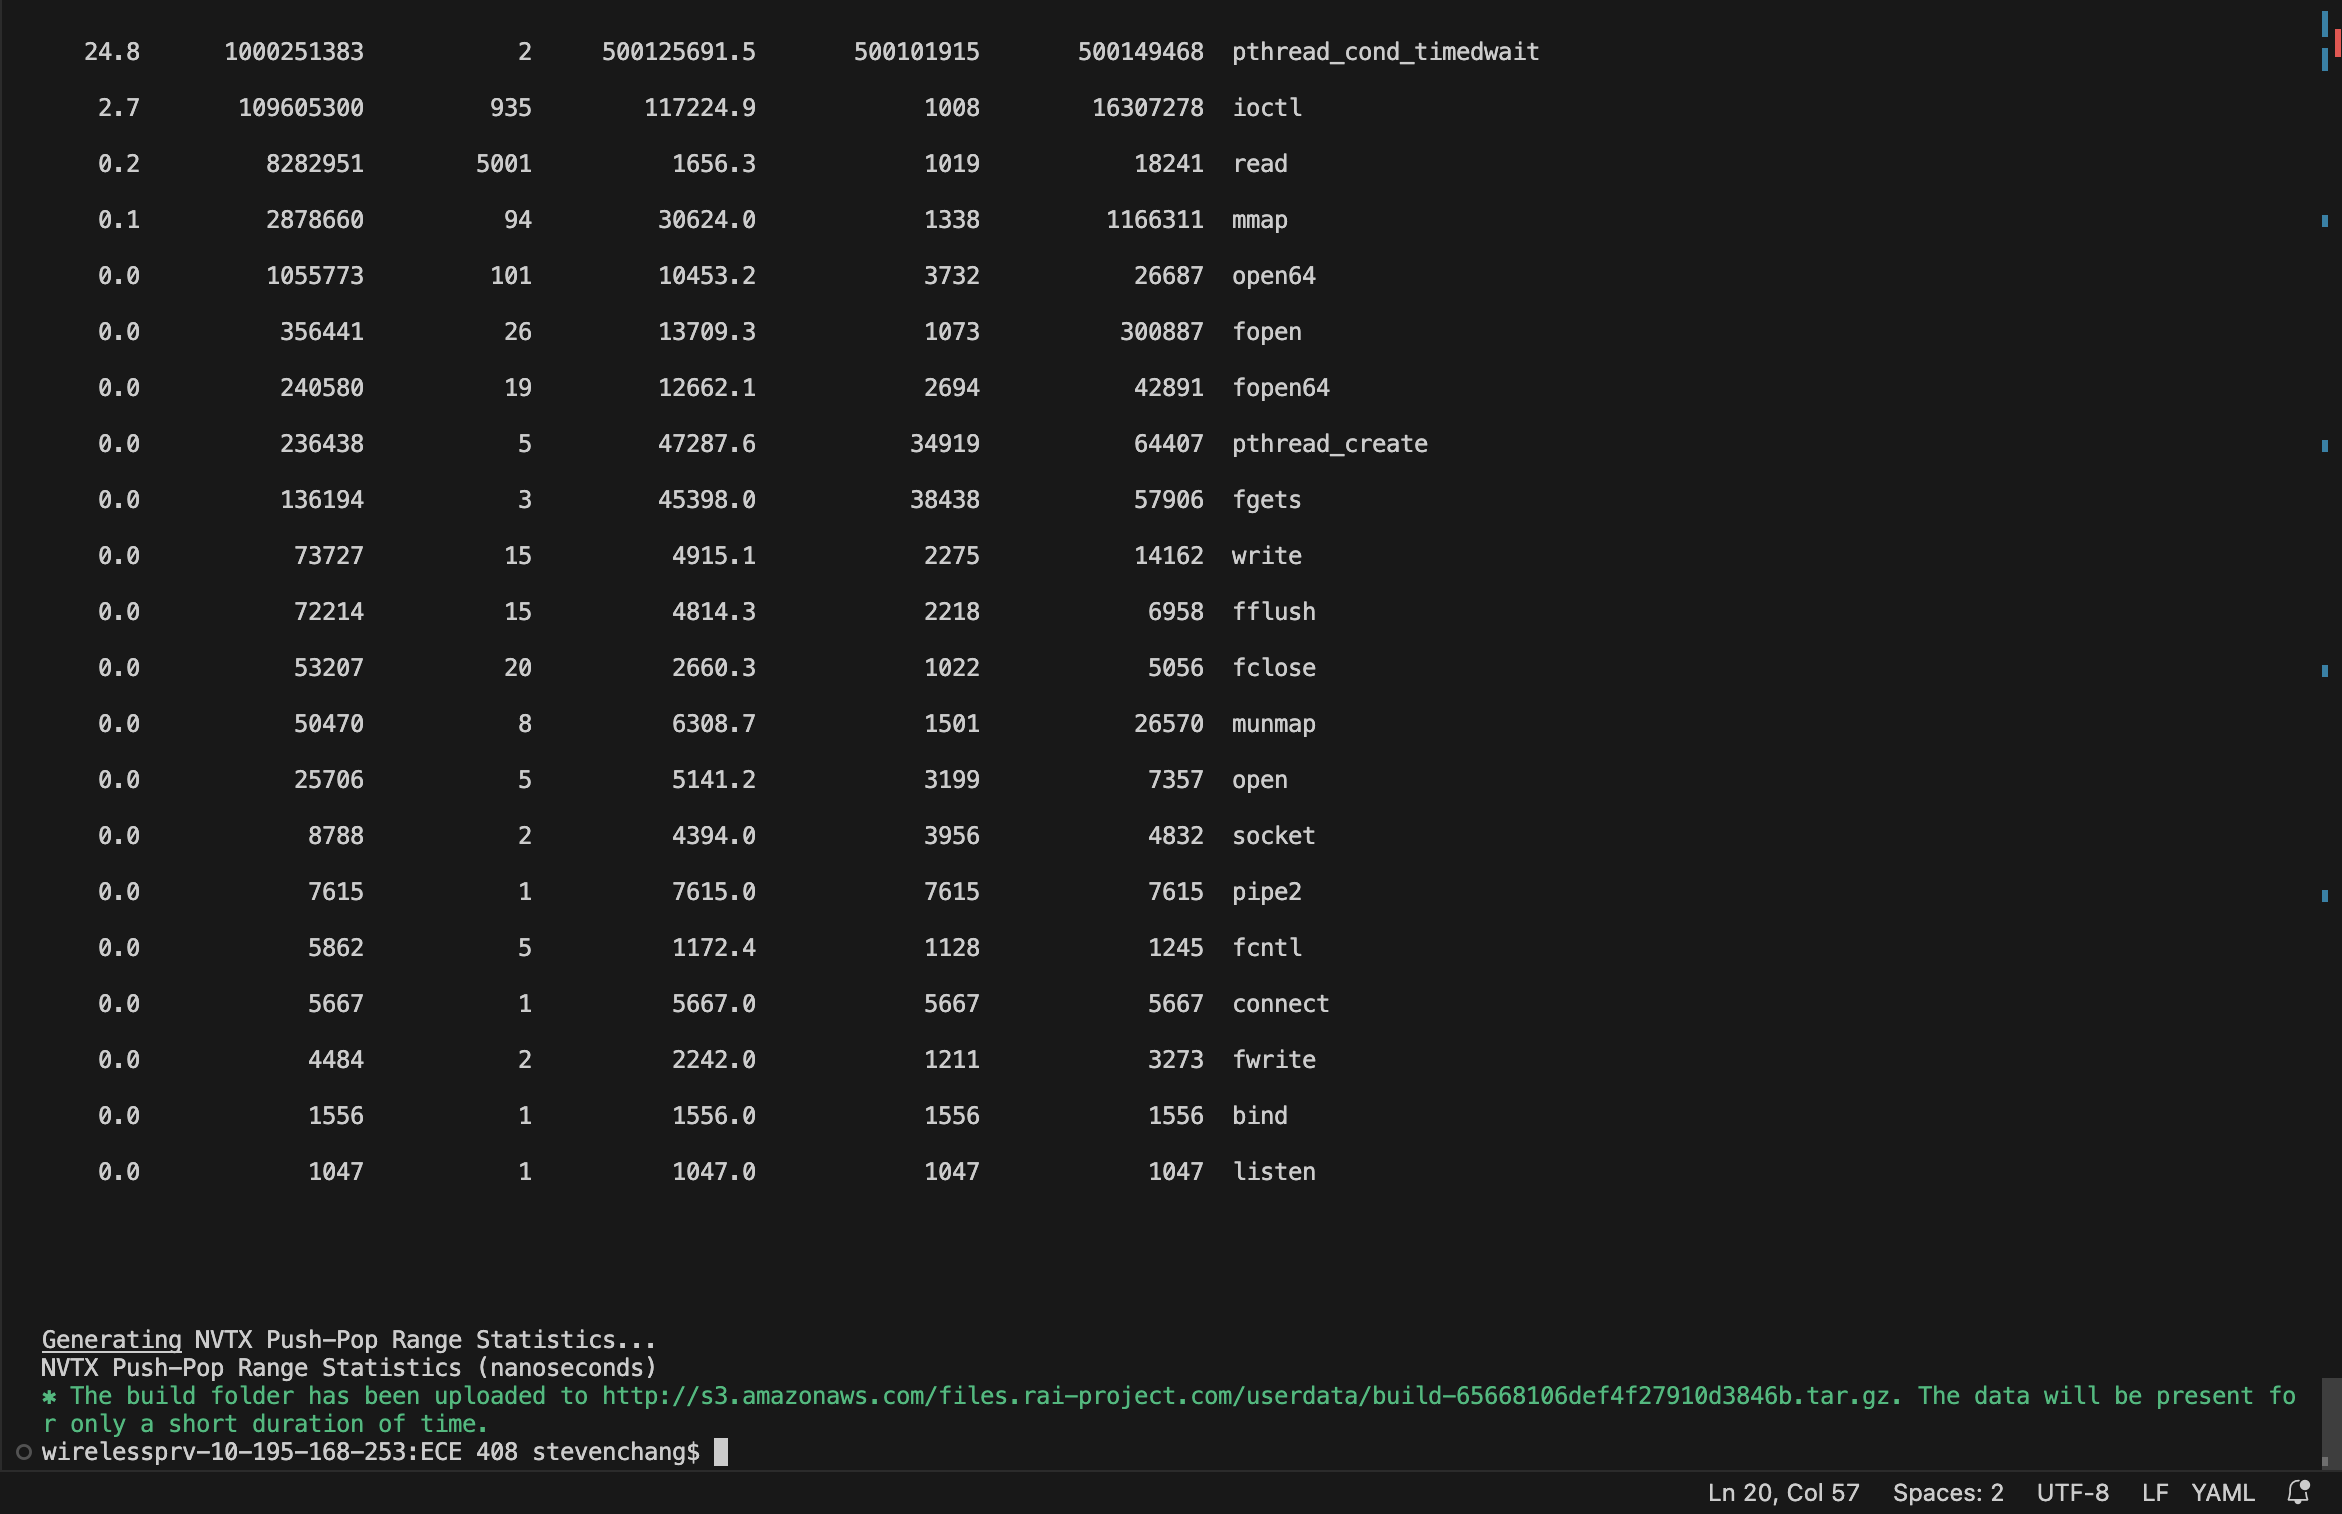 24.8 1000251383 2 500125691.5 500101915 500149468 pthread_cond_timedwait
2.7 109605300 935 117224.9 1008 16307278 ioctl
0.2 8282951 5001 1656.3 1019 18241 read
0.1 2878660 94 30624.0 1338 1166311 mmap
0.0 1055773 101 10453.2 3732 26687 open64
0.0 356441 26 13709.3 1073 300887 fopen
0.0 240580 19 12662.1 2694 42891 fopen64
0.0 236438 5 47287.6 34919 64407 pthread_create
0.0 136194 3 45398.0 38438 57906 fgets
0.0 73727 15 4915.1 2275 14162 write
0.0 72214 15 4814.3 2218 6958 fflush
0.0 53207 20 2660.3 1022 5056 fclose
0.0 50470 8 6308.7 1501 26570 munmap
0.0 25706 5 5141.2 3199 7357 open
0.0 8788 2 4394.0 3956 4832 socket
0.0 7615 1 7615.0 7615 7615 pipe2
0.0 5862 5 1172.4 1128 1245 fcntl
0.0 5667 1 5667.0 5667 5667 connect
0.0 4484 2 2242.0 1211 3273 fwrite
0.0 1556 1 1556.0 1556 1556 bind
0.0 1047 1 1047.0 1047 1047 listen
Generating NVTX Push-Pop Range Statistics...
NVTX Push-Pop Range Statistics (nanoseconds)
✱ The build folder has been uploaded to http://s3.amazonaws.com/files.rai-project.com/userdata/build-65668106def4f27910d3846b.tar.gz. The data will be present fo
r only a short duration of time.
wirelessprv-10-195-168-253:ECE 408 stevenchang$
Ln 20, Col 57 Spaces: 2 UTF-8 LF YAML